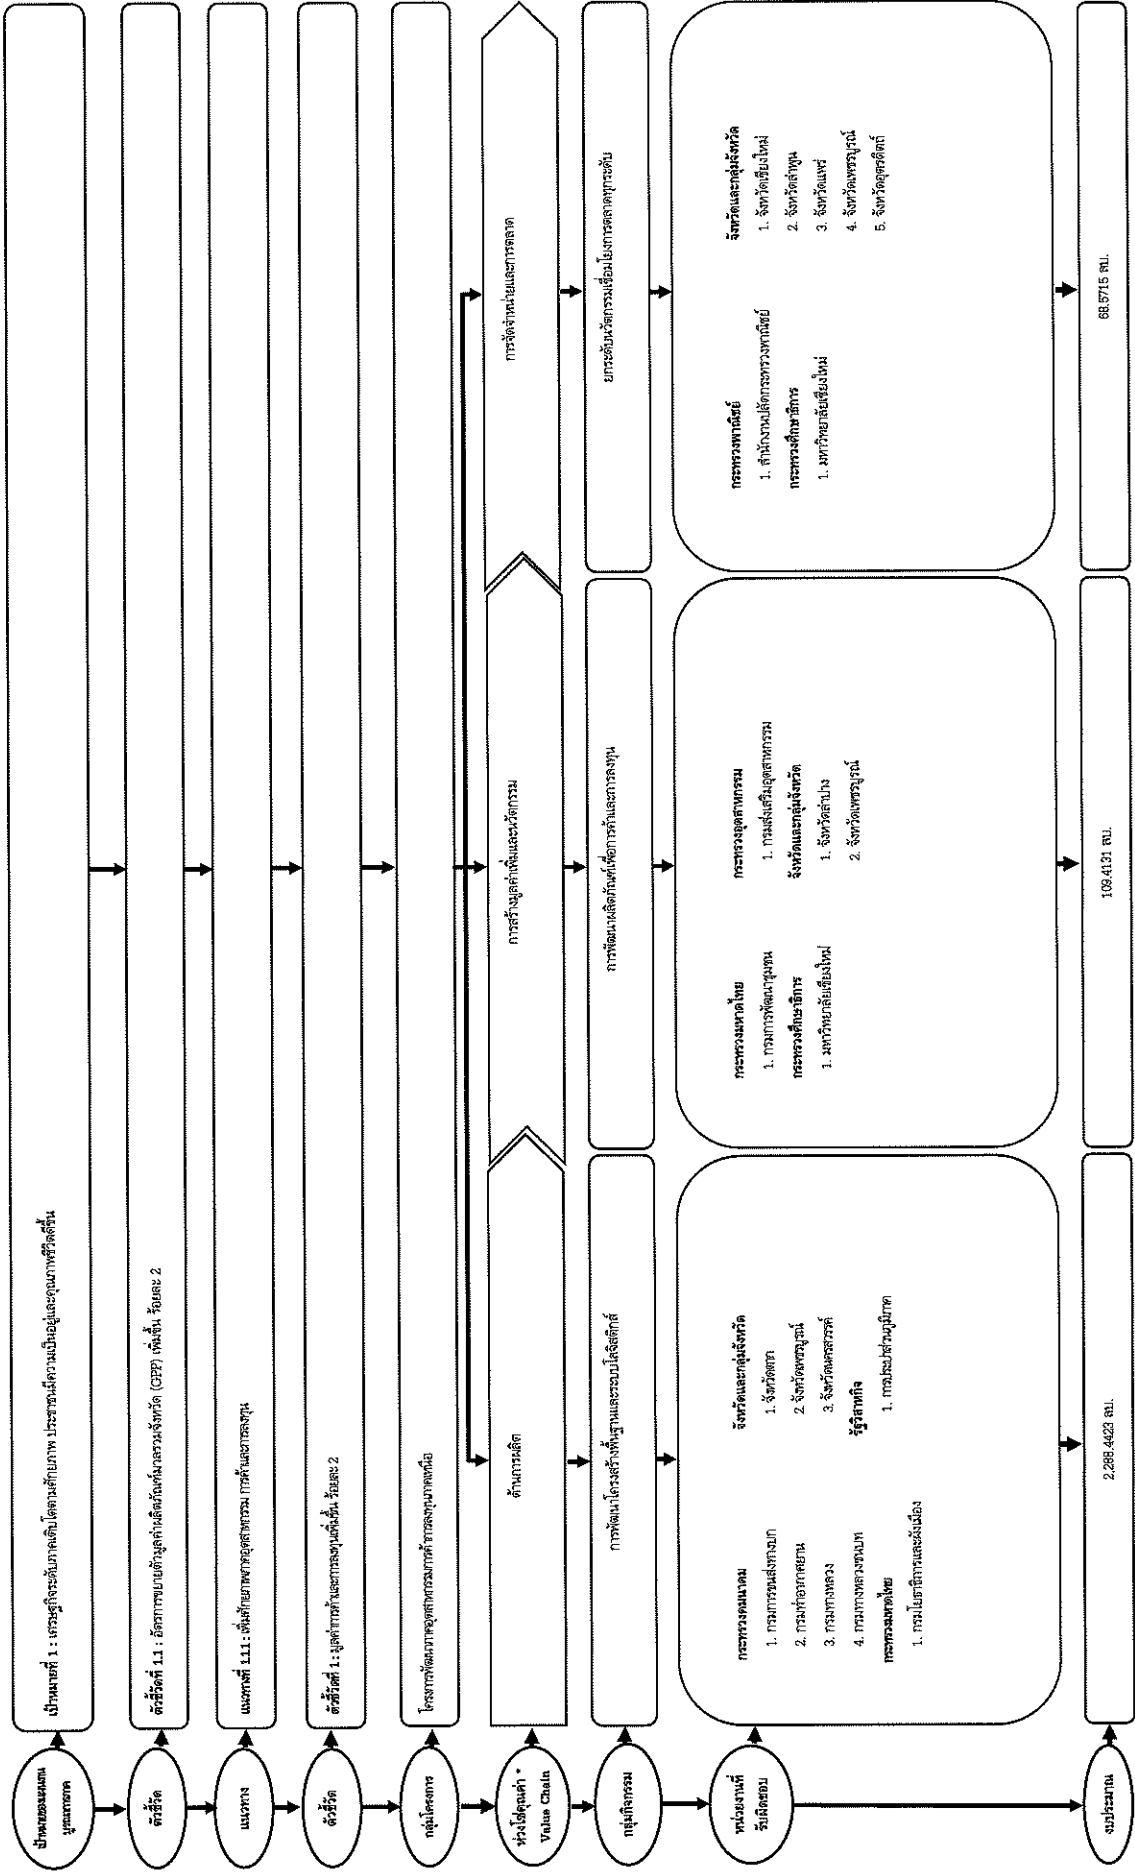 เป้าหมายของแผนงาน
บูรณาการภาค
เป้าหมายที่ 1 : เศรษฐกิจระดับภาคเติบโตตามศักยภาพ ประชาชนมีความเป็นอยู่และคุณภาพชีวิตดีขึ้น
ตัวชี้วัด
ตัวชี้วัดที่ 1.1 : อัตราการขยายตัวมูลค่าผลิตภัณฑ์มวลรวมจังหวัด (GPP) เพิ่มขึ้น ร้อยละ 2
แนวทาง
แนวทางที่ 1.1.1 : เพิ่มศักยภาพภาคอุตสาหกรรม การค้าและการลงทุน
ตัวชี้วัด
ตัวชี้วัดที่ 1 : มูลค่าการค้าและการลงทุนเพิ่มขึ้น ร้อยละ 2
กลุ่มโครงการ
โครงการพัฒนาภาคอุตสาหกรรมการค้าการลงทุนภาคเหนือ
ห่วงโซ่คุณค่า *
Value Chain
ด้านการผลิต
การสร้างมูลค่าเพิ่มและนวัตกรรม
การจัดจำหน่ายและการตลาด
กลุ่มกิจกรรม
การพัฒนาโครงสร้างพื้นฐานและระบบโลจิสติกส์
การพัฒนาผลิตภัณฑ์เพื่อการค้าและการลงทุน
ยกระดับนวัตกรรมเชื่อมโยงการตลาดทุกระดับ
หน่วยงานที่
รับผิดชอบ
กระทรวงคมนาคม
1. กรมการขนส่งทางบก
2. กรมท่าอากาศยาน
3. กรมทางหลวง
4. กรมทางหลวงชนบท
กระทรวงมหาดไทย
1. กรมโยธาธิการและผังเมือง
จังหวัดและกลุ่มจังหวัด
1. จังหวัดตาก
2 จังหวัดเพชรบูรณ์
3. จังหวัดนครสวรรค์
รัฐวิสาหกิจ
1. การประปาส่วนภูมิภาค
กระทรวงมหาดไทย
1. กรมการพัฒนาชุมชน
กระทรวงศึกษาธิการ
1. มหาวิทยาลัยเชียงใหม่
กระทรวงอุตสาหกรรม
1. กรมส่งเสริมอุตสาหกรรม
จังหวัดและกลุ่มจังหวัด
1. จังหวัดลำปาง
2. จังหวัดเพชรบูรณ์
กระทรวงพาณิชย์
1. สำนักงานปลัดกระทรวงพาณิชย์
กระทรวงศึกษาธิการ
1. มหาวิทยาลัยเชียงใหม่
จังหวัดและกลุ่มจังหวัด
1. จังหวัดเชียงใหม่
2. จังหวัดลำพูน
3. จังหวัดแพร่
4. จังหวัดเพชรบูรณ์
5. จังหวัดอุตรดิตถ์
งบประมาณ
2,288.4423 ลบ.
109.4131 ลบ.
68.5715 ลบ.